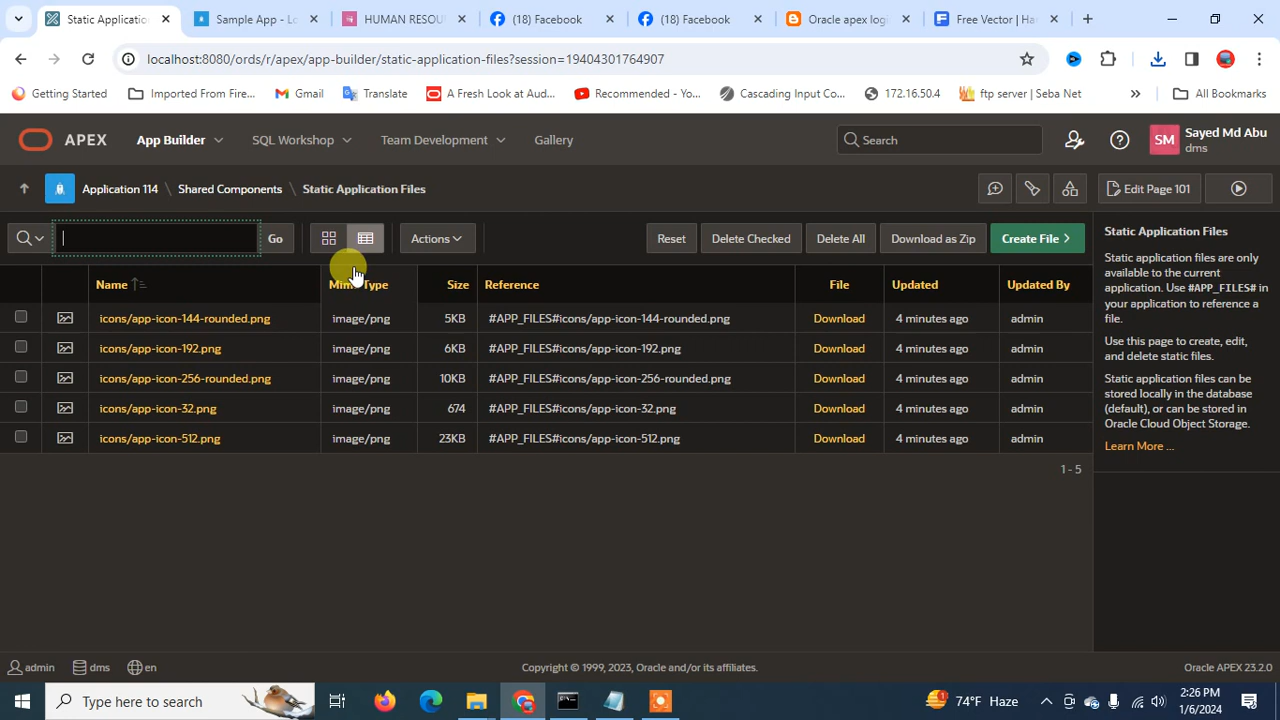 Static Applicatio
Sample App - Lo
HUMAN RESOU
(18) Facebook
(18) Facebook
Oracle apex logi
Free Vector | Ha
localhost:8080/ords/r/apex/app-builder/static-application-files?session=19404301764907
Getting Started
Imported From Fire...
Gmail
Translate
A Fresh Look at Aud...
Recommended - Yo...
Cascading Input Co...
172.16.50.4
ftp server | Seba Net
All Bookmarks
APEX
App Builder
SQL Workshop
Team Development
Gallery
Search
SM
Sayed Md Abu
dms
Application 114 \ Shared Components \ Static Application Files
Edit Page 101
Go
Actions
Reset
Delete Checked
Delete All
Download as Zip
Create File
Name Mime Type Size Reference File Updated Updated By
icons/app-icon-144-rounded.png image/png 5KB #APP_FILES#icons/app-icon-144-rounded.png Download 4 minutes ago admin
icons/app-icon-192.png image/png 6KB #APP_FILES#icons/app-icon-192.png Download 4 minutes ago admin
icons/app-icon-256-rounded.png image/png 10KB #APP_FILES#icons/app-icon-256-rounded.png Download 4 minutes ago admin
icons/app-icon-32.png image/png 674 #APP_FILES#icons/app-icon-32.png Download 4 minutes ago admin
icons/app-icon-512.png image/png 23KB #APP_FILES#icons/app-icon-512.png Download 4 minutes ago admin
1 - 5
Static Application Files
Static application files are only
available to the current
application. Use #APP_FILES# in
your application to reference a
file.
Use this page to create, edit,
and delete static files.
Static application files can be
stored locally in the database
(default), or can be stored in
Oracle Cloud Object Storage.
Learn More ...
admin
dms
en
Copyright © 1999, 2023, Oracle and/or its affiliates.
Oracle APEX 23.2.0
Type here to search
74°F Haze
2:26 PM
1/6/2024